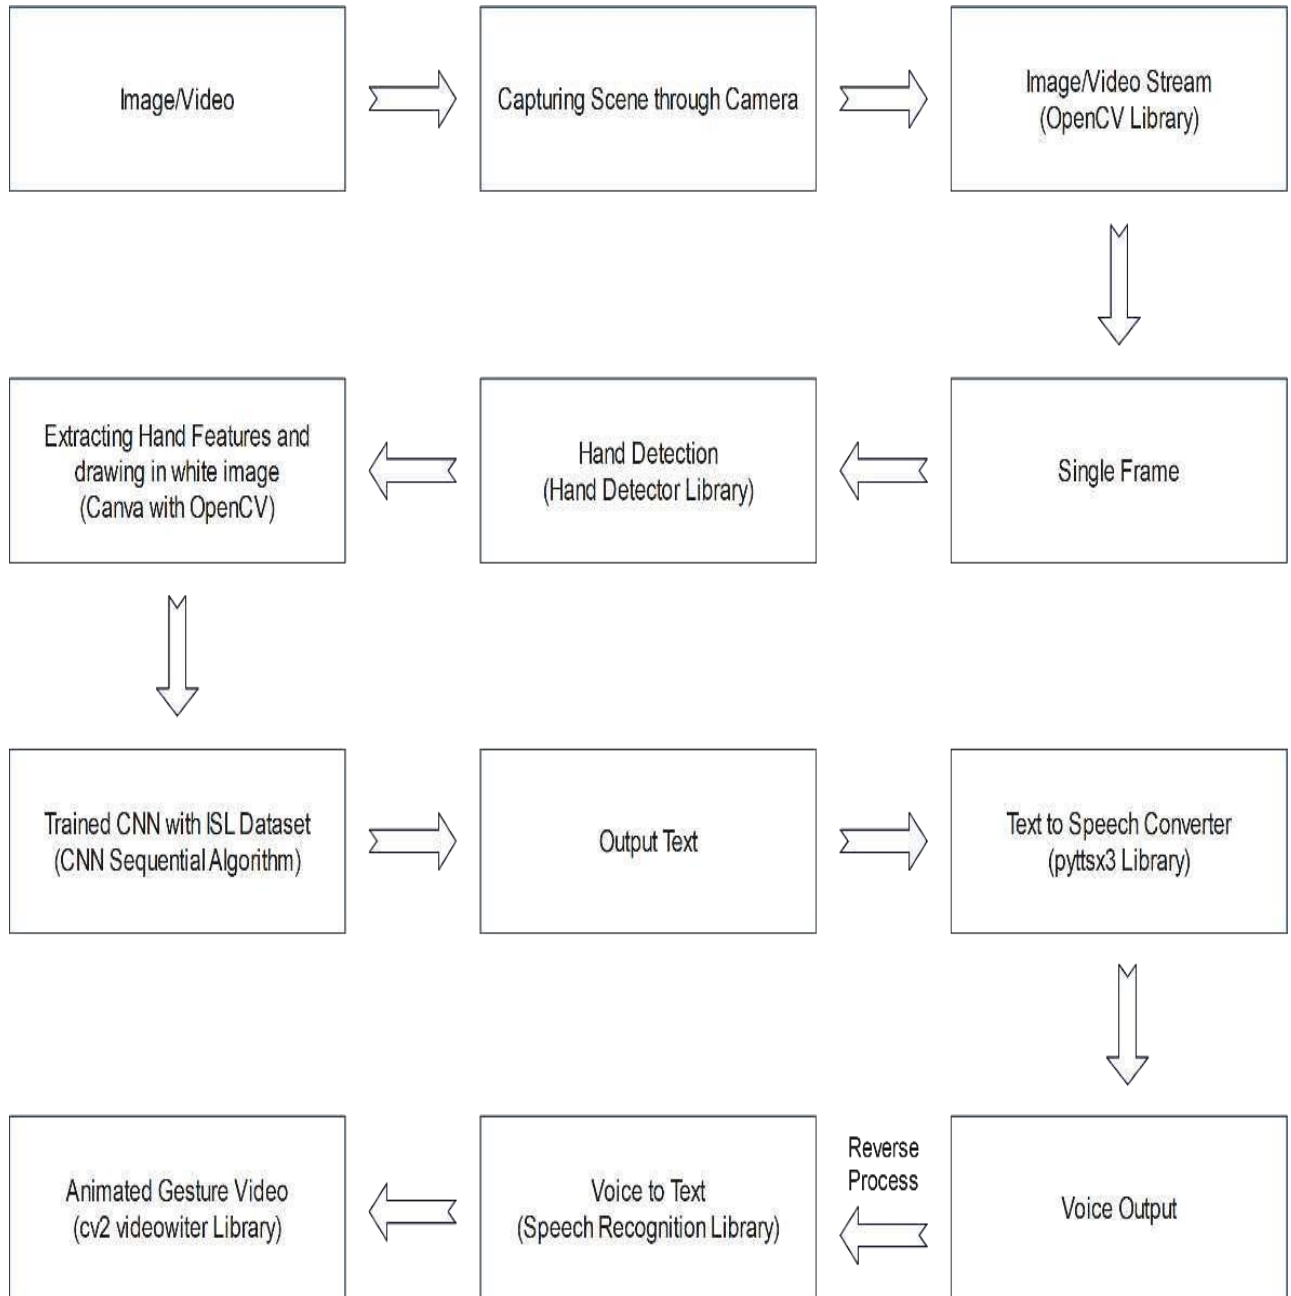 Image/Video
Capturing Scene through Camera
Image/Video Stream
(OpenCV Library)
Extracting Hand Features and
drawing in white image
(Canva with OpenCV)
Hand Detection
(Hand Detector Library)
Single Frame
Trained CNN with ISL Dataset
(CNN Sequential Algorithm)
Output Text
Text to Speech Converter
(pyttsx3 Library)
Animated Gesture Video
(cv2 videowiter Library)
Voice to Text
(Speech Recognition Library)
Reverse
Process
Voice Output